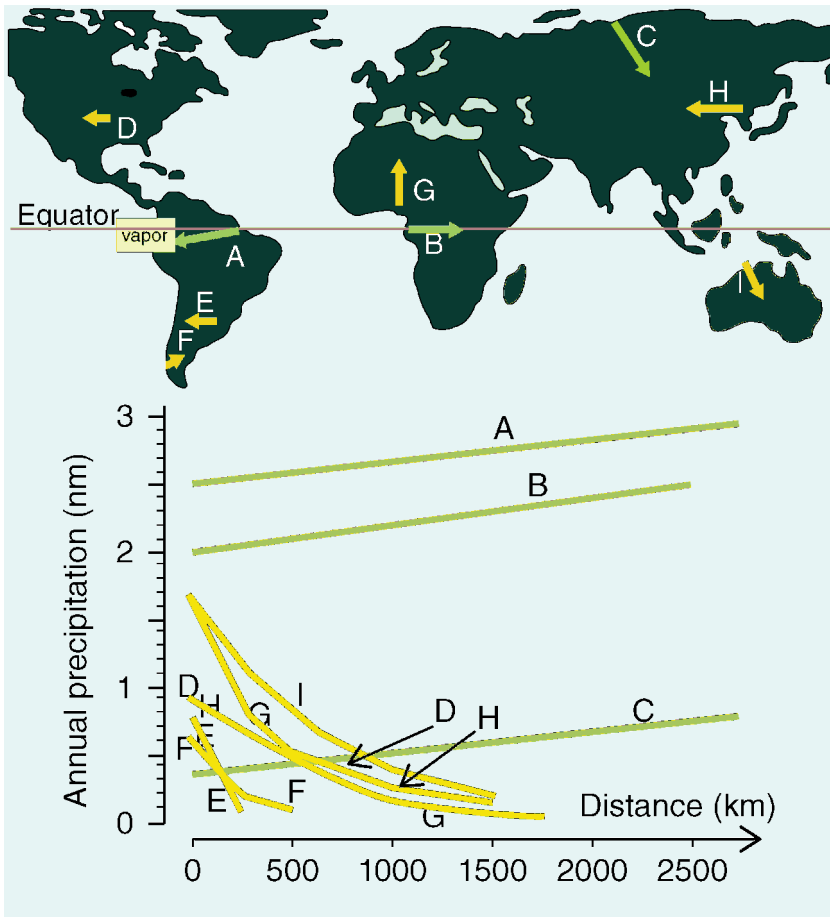 C
H
D
G
Equator
vapor
A
B
I
E
F
3
A
B
2
Annual precipitation (nm)
I
1
D
H
G
D
H
C
F
E
F
E
F
G
Distance (km)
0
0
500
1000
1500
2000
2500